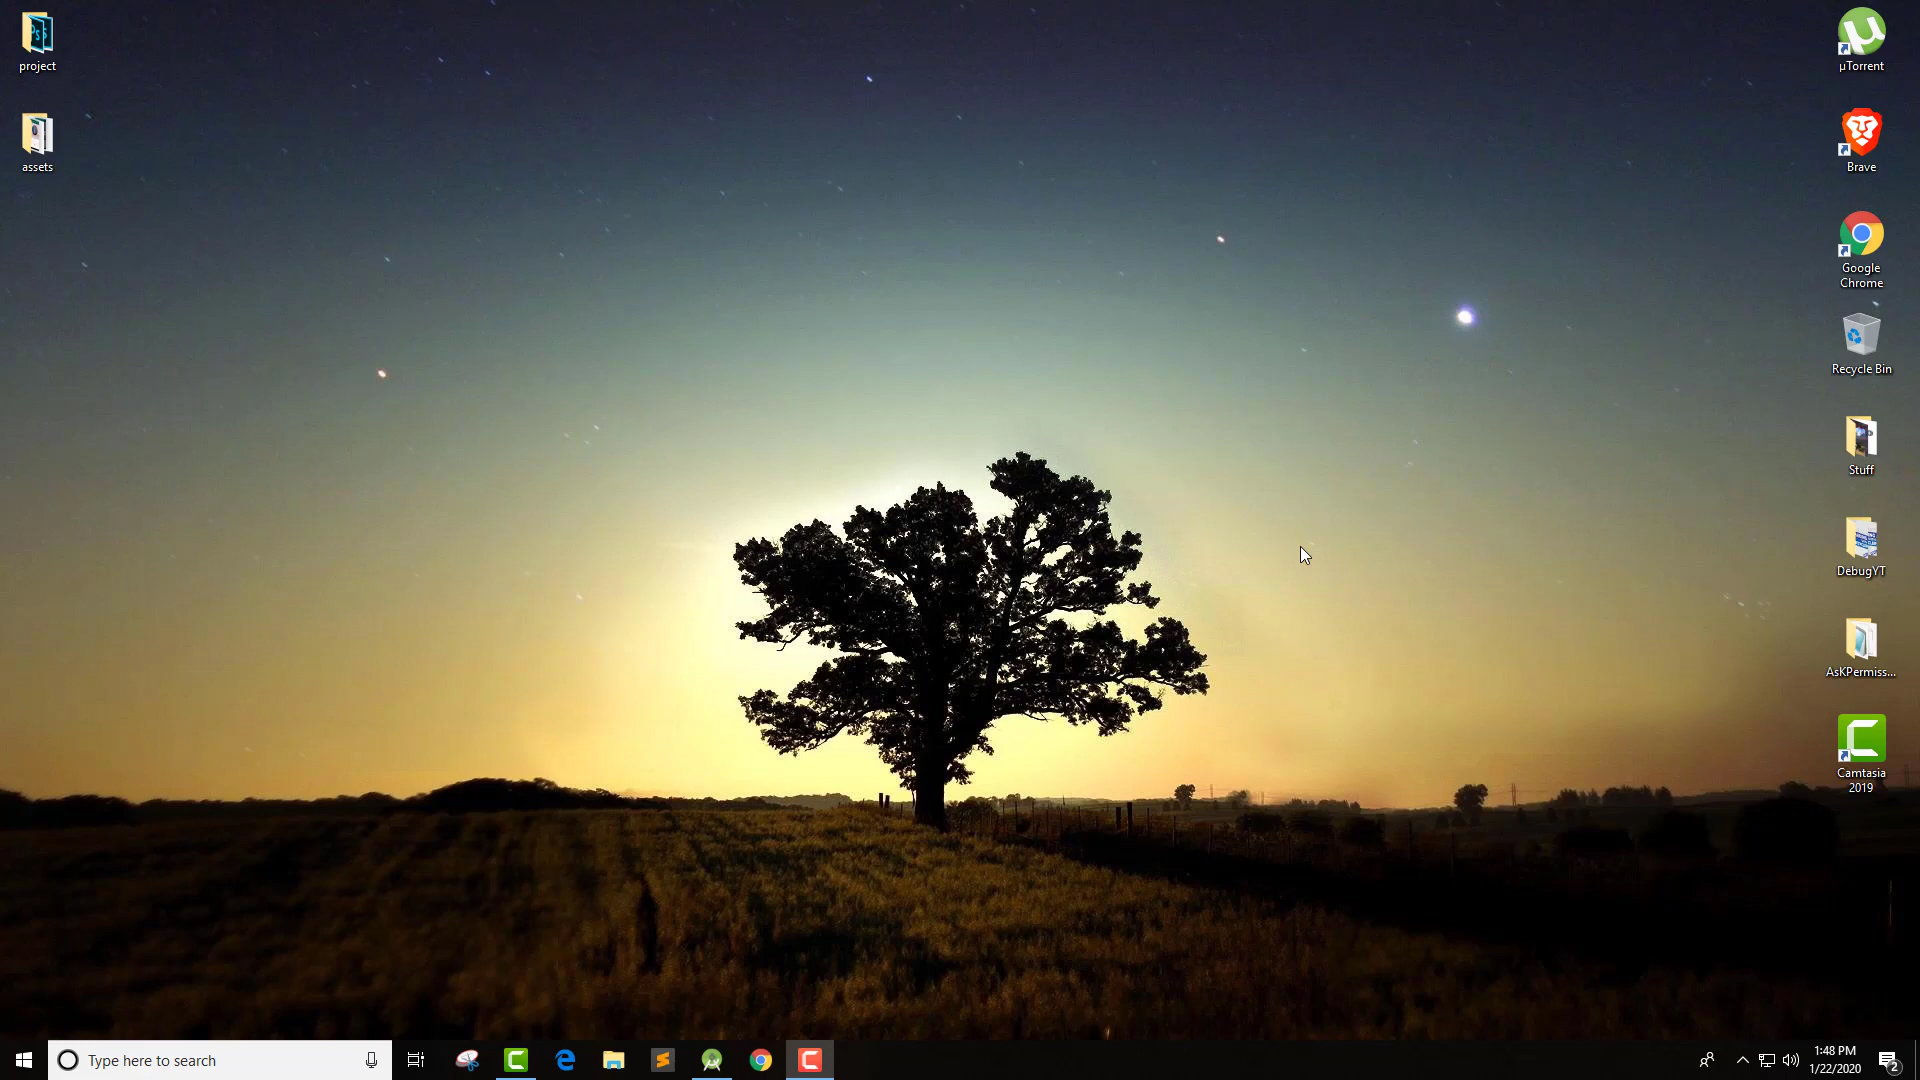 project
assets
µTorrent
Brave
Google
Chrome
Recycle Bin
Stuff
DebugYT
AsKPermiss...
Camtasia
2019
Type here to search
1:48 PM
1/22/2020
2